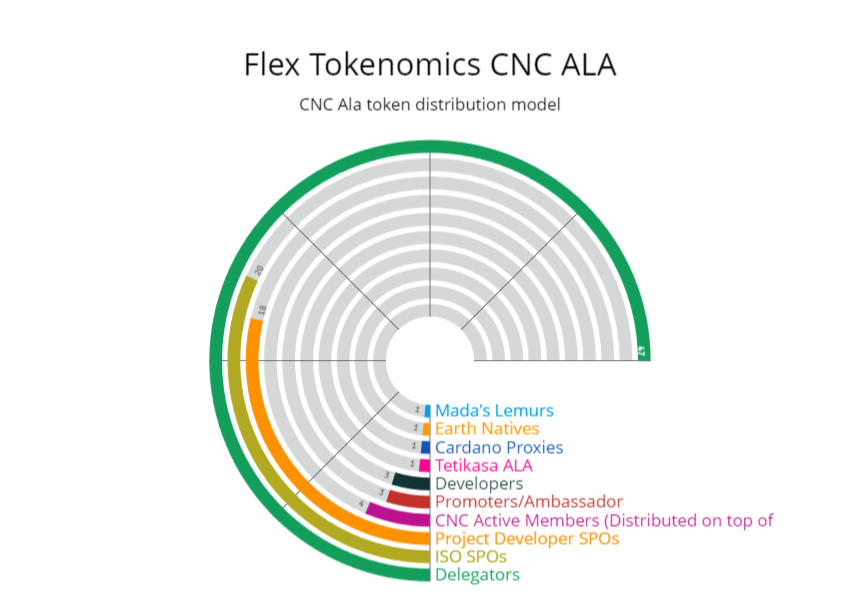 Flex Tokenomics CNC ALA
CNC Ala token distribution model
20
18
47
1
Mada's Lemurs
1
Earth Natives
1
Cardano Proxies
1
Tetikasa ALA
3
Developers
3
Promoters/Ambassador
4
CNC Active Members (Distributed on top of
Project Developer SPOs
ISO SPOs
Delegators